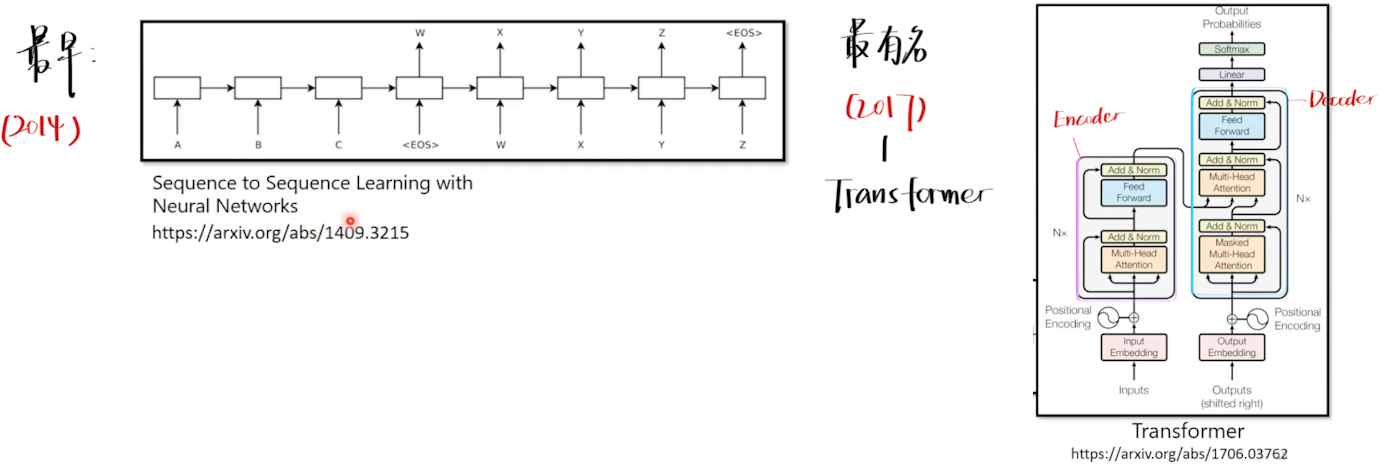 最早:
(2014)
W X Y Z <EOS>
A B C <EOS> W X Y Z
Sequence to Sequence Learning with
Neural Networks
https://arxiv.org/abs/1409.3215
最有名
(2017)
Transformer
Output
Probabilities
Softmax
Linear
Decoder
Add & Norm
Feed
Forward
Add & Norm
Multi-Head
Attention
N×
Add & Norm
Masked
Multi-Head
Attention
Encoder
Add & Norm
Feed
Forward
N×
Add & Norm
Multi-Head
Attention
Positional
Encoding
Positional
Encoding
Input
Embedding
Output
Embedding
Inputs
Outputs
(shifted right)
Transformer
https://arxiv.org/abs/1706.03762